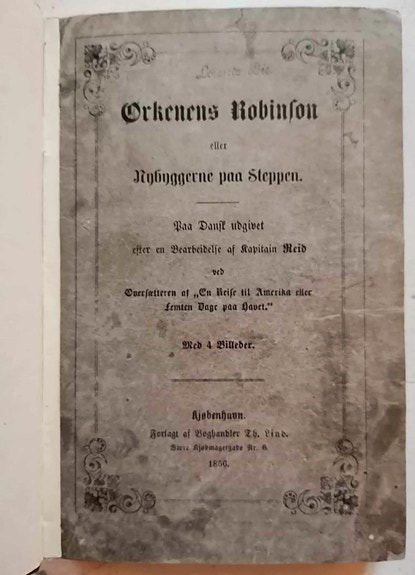 Ørkenens Robinson
eller
Nybyggerne paa Steppen.
Paa Dansk udgivet
efter en Bearbeidelse af Kapitain Reid
ved
Oversætteren af „En Reise til Amerika eller
femten Dage paa Havet.“
Med 4 Billeder.
Kjøbenhavn.
Forlagt af Boghandler Th. Lind.
Kjøbmagergade Nr. 6.
1856.